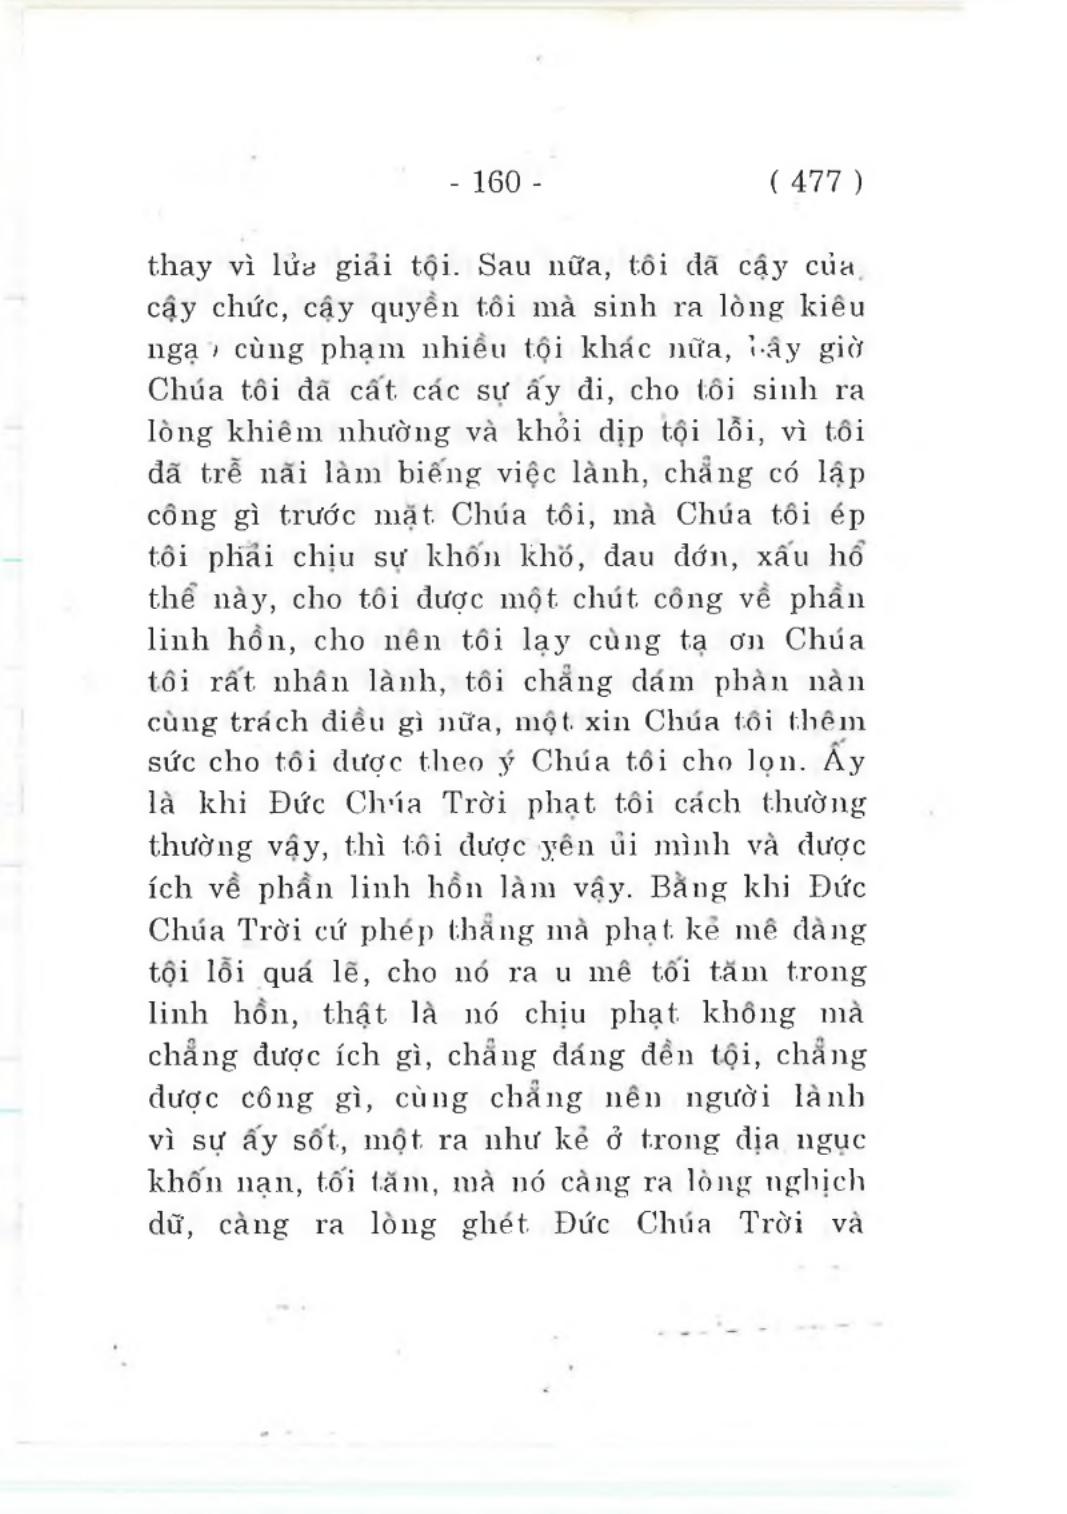 - 160 - ( 477 )
thay vì lửa giải tội. Sau nữa, tôi đã cậy của,
cậy chức, cậy quyền tôi mà sinh ra lòng kiêu
ngạo cùng phạm nhiều tội khác nữa, bây giờ
Chúa tôi đã cất các sự ấy đi, cho tôi sinh ra
lòng khiêm nhường và khỏi dịp tội lỗi, vì tôi
đã trễ nãi làm biếng việc lành, chẳng có lập
công gì trước mặt Chúa tôi, mà Chúa tôi ép
tôi phải chịu sự khốn khó, đau đớn, xấu hổ
thể này, cho tôi được một chút công về phần
linh hồn, cho nên tôi lạy cùng tạ ơn Chúa
tôi rất nhân lành, tôi chẳng dám phàn nàn
cùng trách điều gì nữa, một xin Chúa tôi thêm
sức cho tôi được theo ý Chúa tôi cho lọn. Ấy
là khi Đức Chúa Trời phạt tôi cách thường
thường vậy, thì tôi được yên ủi mình và được
ích về phần linh hồn làm vậy. Bằng khi Đức
Chúa Trời cứ phép thẳng mà phạt kẻ mê đàng
tội lỗi quá lẽ, cho nó ra u mê tối tăm trong
linh hồn, thật là nó chịu phạt không mà
chẳng được ích gì, chẳng đáng đền tội, chẳng
được công gì, cùng chẳng nên người lành
vì sự ấy sốt, một ra như kẻ ở trong địa ngục
khốn nạn, tối tăm, mà nó càng ra lòng nghịch
dữ, càng ra lòng ghét Đức Chúa Trời và